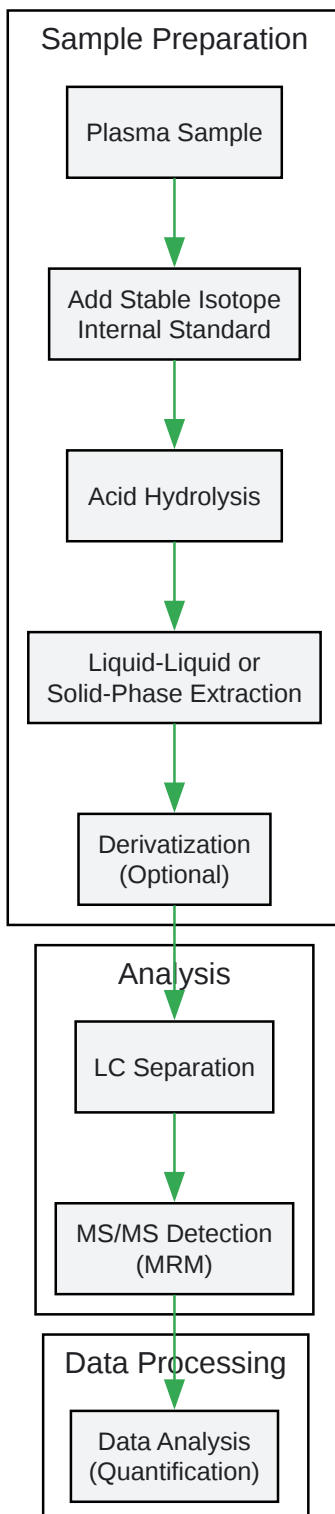 Sample Preparation
Plasma Sample
Add Stable Isotope
Internal Standard
Acid Hydrolysis
Liquid-Liquid or
Solid-Phase Extraction
Derivatization
(Optional)
Analysis
LC Separation
MS/MS Detection
(MRM)
Data Processing
Data Analysis
(Quantification)